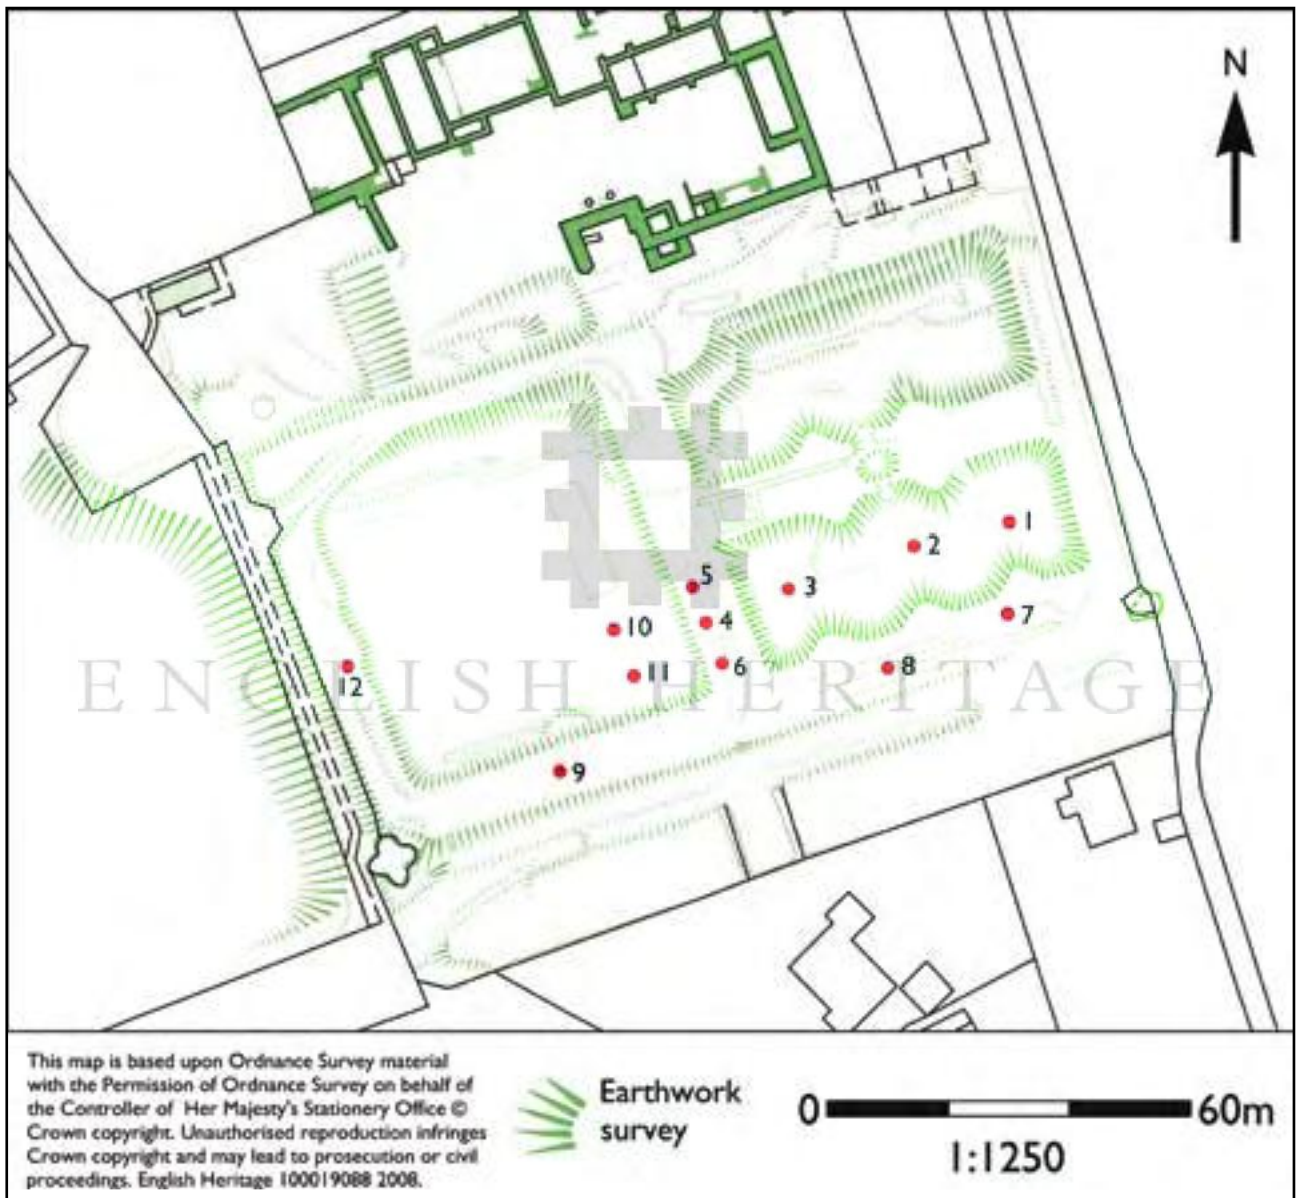 N
1
2
3
5
4
7
10
6
8
11
12
ENGLISH HERITAGE
9
This map is based upon Ordnance Survey material
with the Permission of Ordnance Survey on behalf of
the Controller of Her Majesty's Stationery Office ©
Crown copyright. Unauthorised reproduction infringes
Crown copyright and may lead to prosecution or civil
proceedings. English Heritage 100019088 2008.
Earthwork
survey
0 60m
1:1250